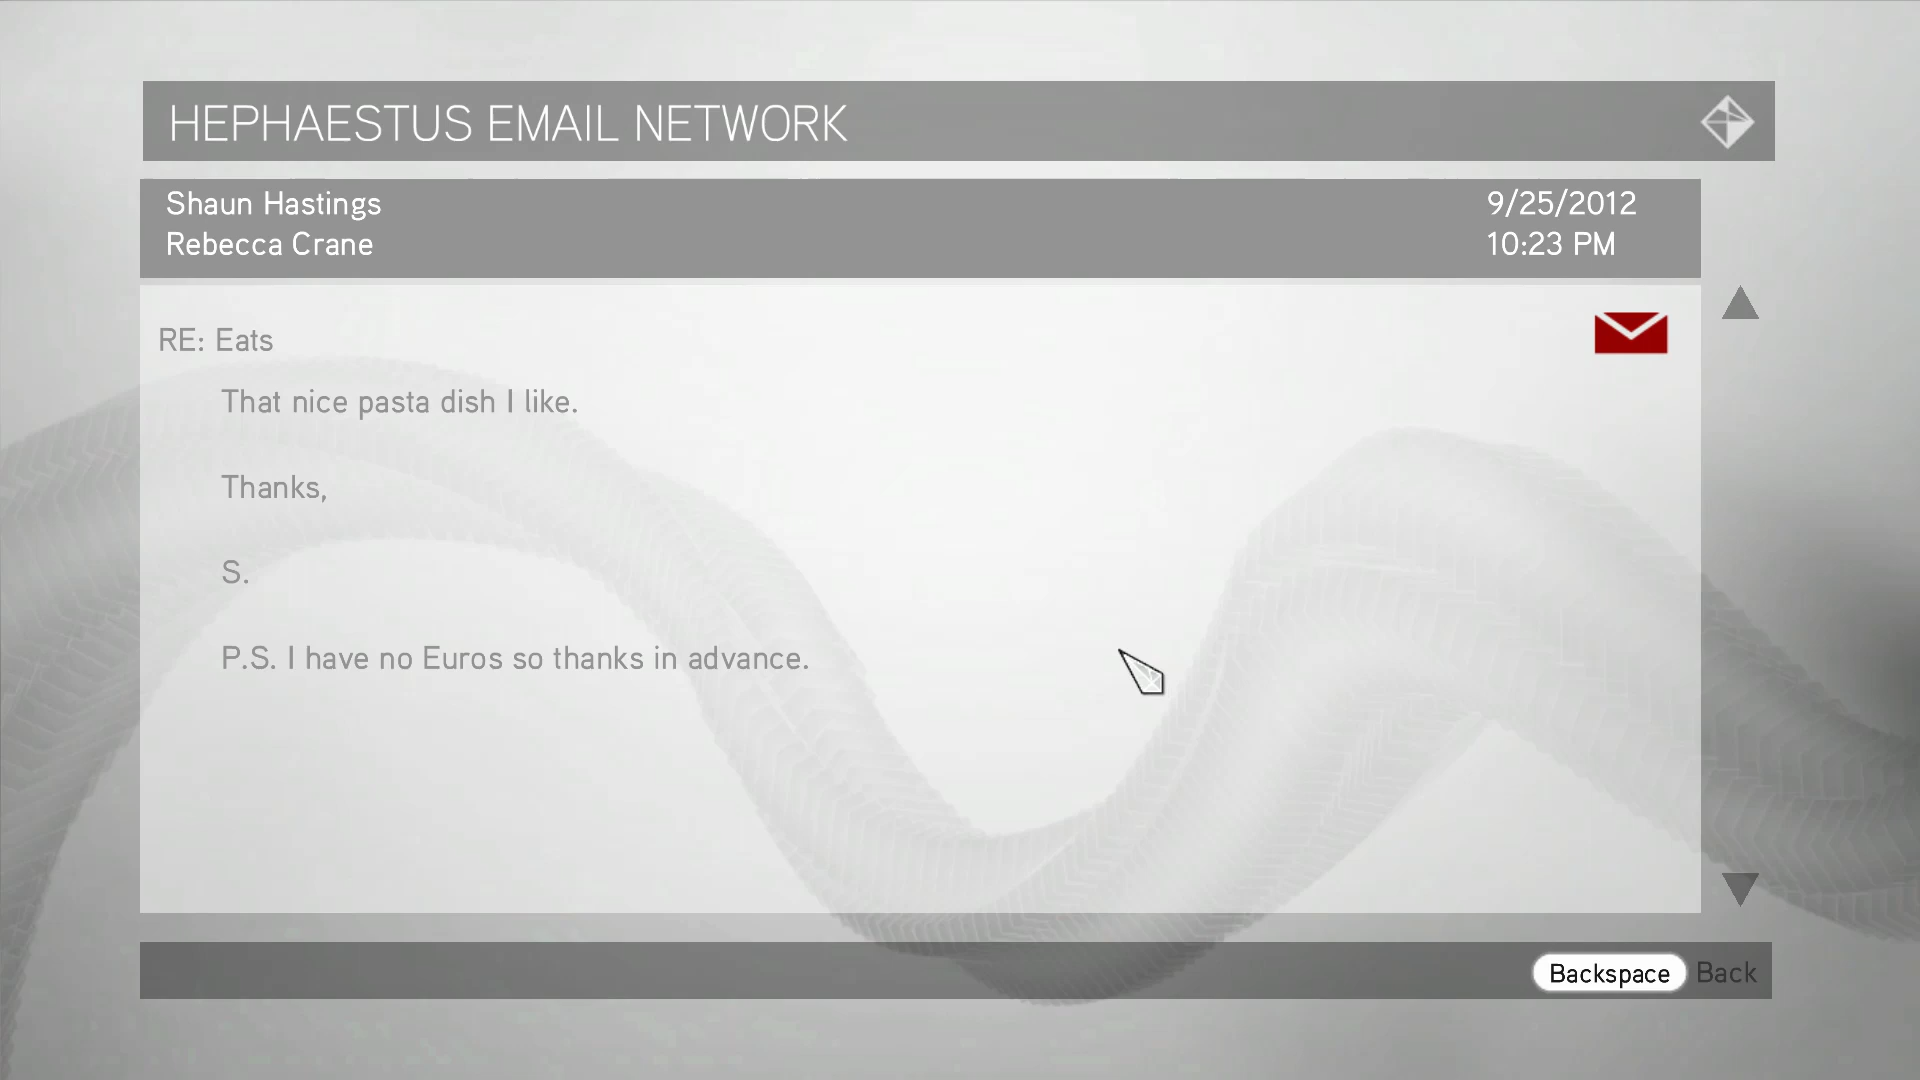 HEPHAESTUS EMAIL NETWORK
Shaun Hastings
Rebecca Crane
9/25/2012
10:23 PM
RE: Eats
That nice pasta dish I like.
Thanks,
S.
P.S. I have no Euros so thanks in advance.
Backspace Back